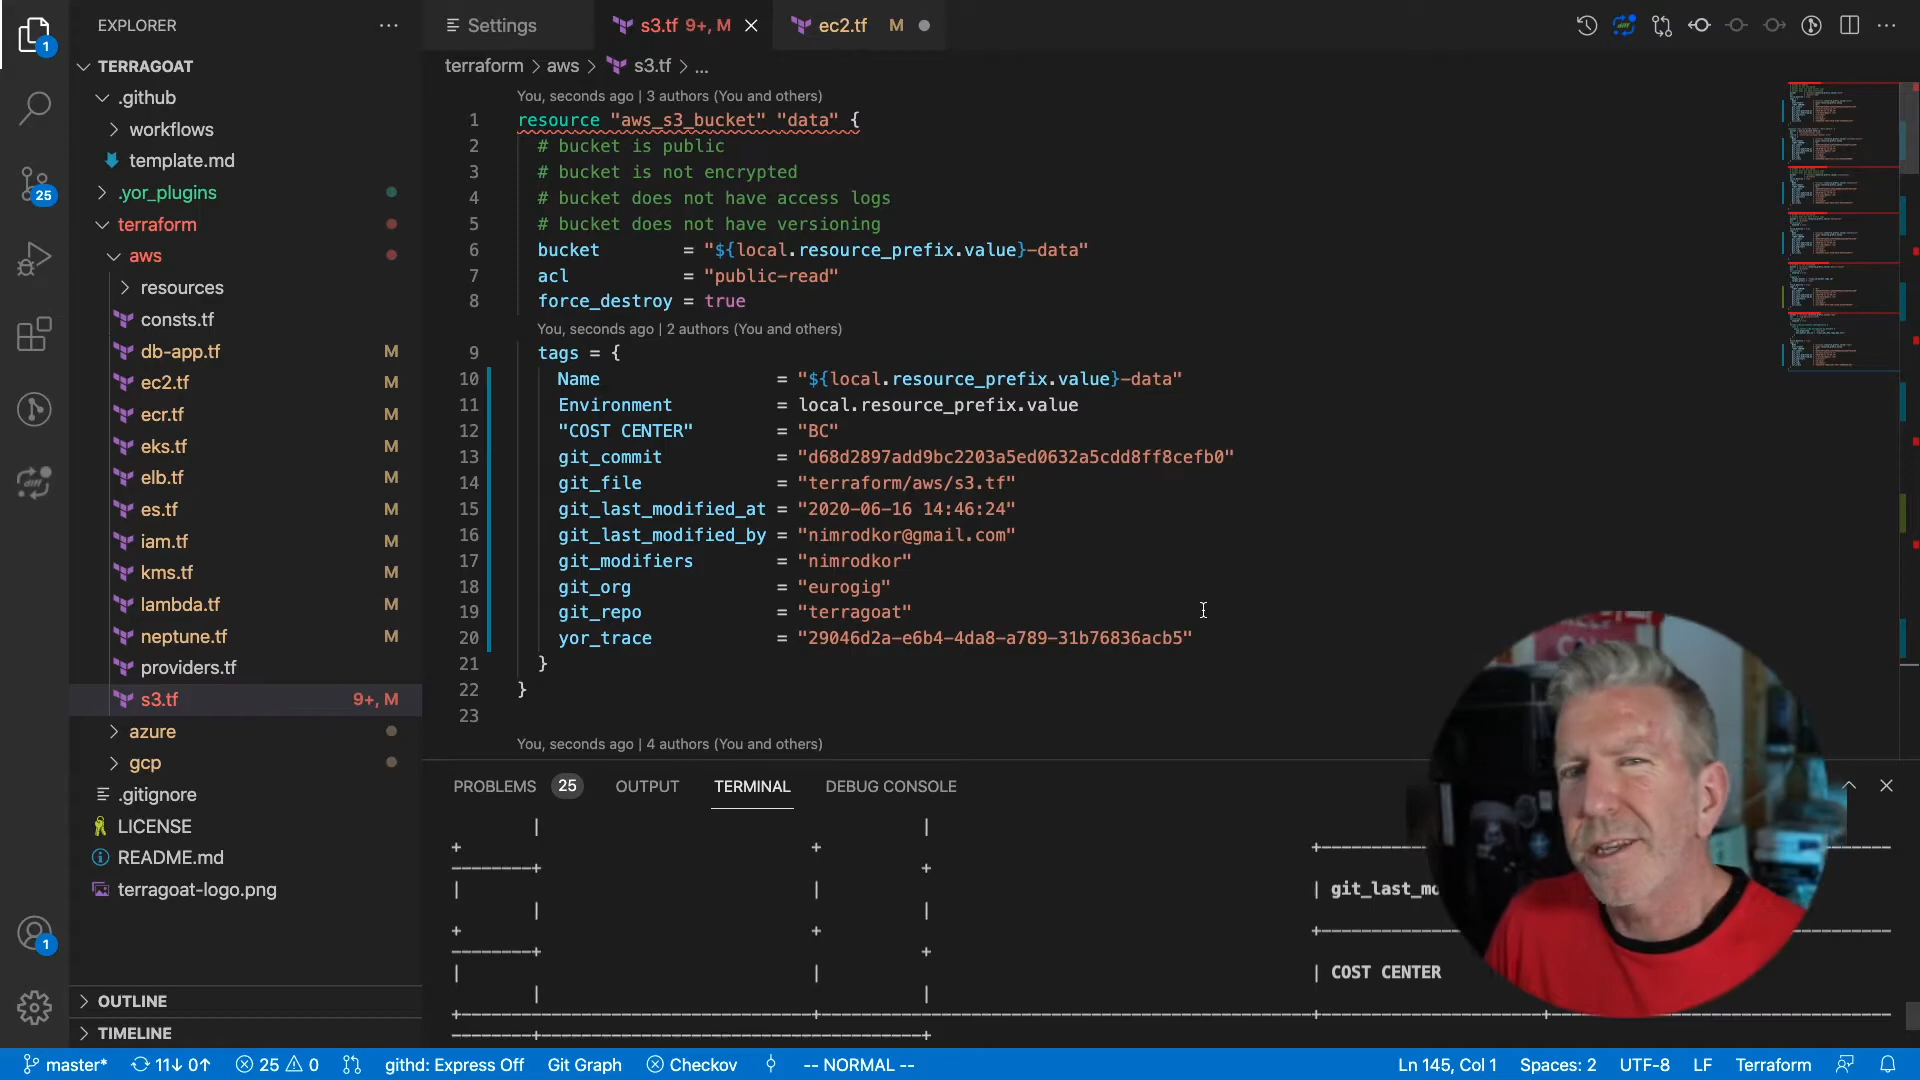 EXPLORER
TERRAGOAT
.github
workflows
template.md
.yor_plugins
terraform
aws
resources
consts.tf
db-app.tf M
ec2.tf M
ecr.tf M
eks.tf M
elb.tf M
es.tf M
iam.tf M
kms.tf M
lambda.tf M
neptune.tf M
providers.tf
s3.tf 9+, M
azure
gcp
.gitignore
LICENSE
README.md
terragoat-logo.png
OUTLINE
TIMELINE
1
25
1
Settings
s3.tf 9+, M
ec2.tf M
terraform > aws > s3.tf > ...
You, seconds ago | 3 authors (You and others)
1 resource "aws_s3_bucket" "data" {
2 # bucket is public
3 # bucket is not encrypted
4 # bucket does not have access logs
5 # bucket does not have versioning
6 bucket = "${local.resource_prefix.value}-data"
7 acl = "public-read"
8 force_destroy = true
You, seconds ago | 2 authors (You and others)
9 tags = {
10 Name = "${local.resource_prefix.value}-data"
11 Environment = local.resource_prefix.value
12 "COST CENTER" = "BC"
13 git_commit = "d68d2897add9bc2203a5ed0632a5cdd8ff8cefb0"
14 git_file = "terraform/aws/s3.tf"
15 git_last_modified_at = "2020-06-16 14:46:24"
16 git_last_modified_by = "nimrodkor@gmail.com"
17 git_modifiers = "nimrodkor"
18 git_org = "eurogig"
19 git_repo = "terragoat"
20 yor_trace = "29046d2a-e6b4-4da8-a789-31b76836acb5"
21 }
22 }
23
You, seconds ago | 4 authors (You and others)
PROBLEMS 25 OUTPUT TERMINAL DEBUG CONSOLE
| git_last_mo
| COST CENTER
master* 11↓ 0↑ 25 0 githd: Express Off Git Graph Checkov -- NORMAL -- Ln 145, Col 1 Spaces: 2 UTF-8 LF Terraform